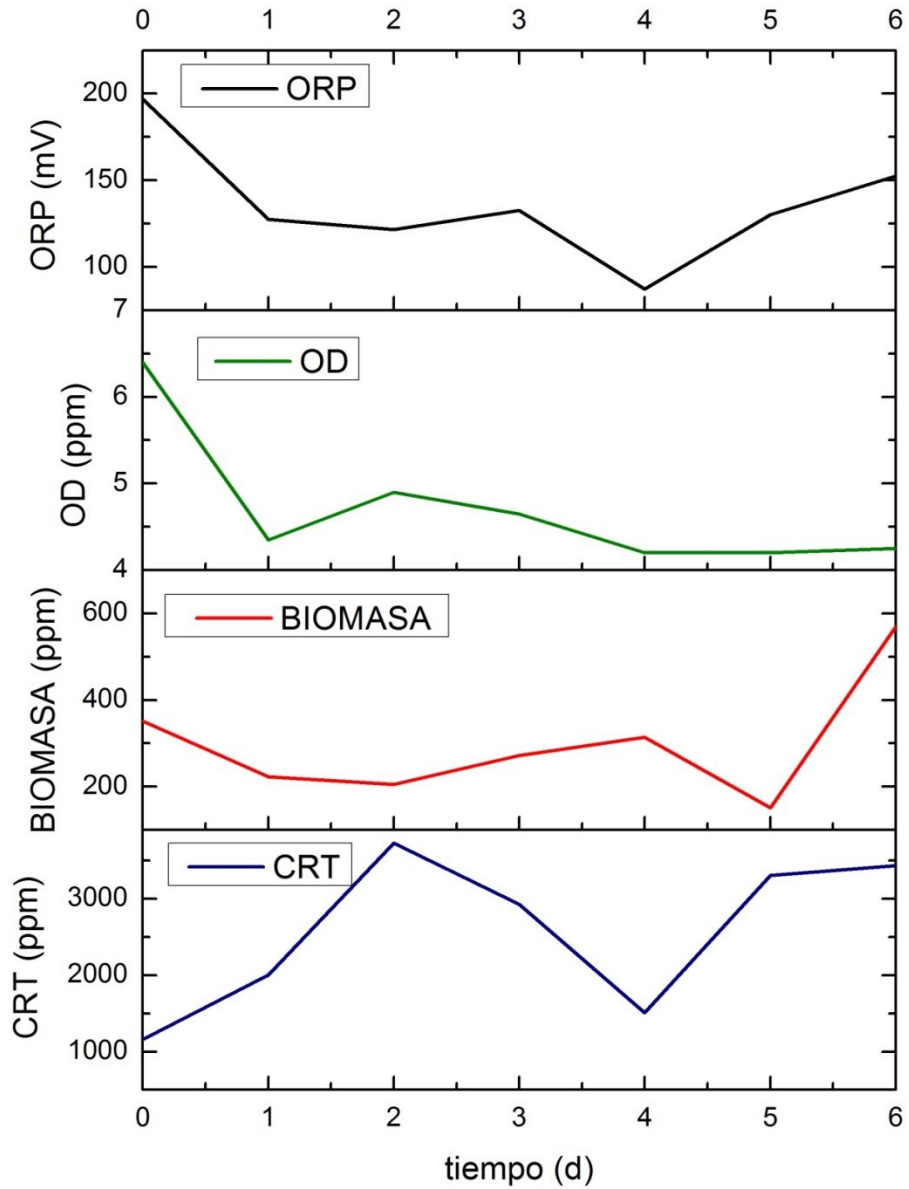 0 1 2 3 4 5 6
ORP
200
150
100
ORP (mV)
7
OD
6
5
4
OD (ppm)
BIOMASA
600
400
200
BIOMASA (ppm)
CRT
3000
2000
1000
CRT (ppm)
0 1 2 3 4 5 6
tiempo (d)